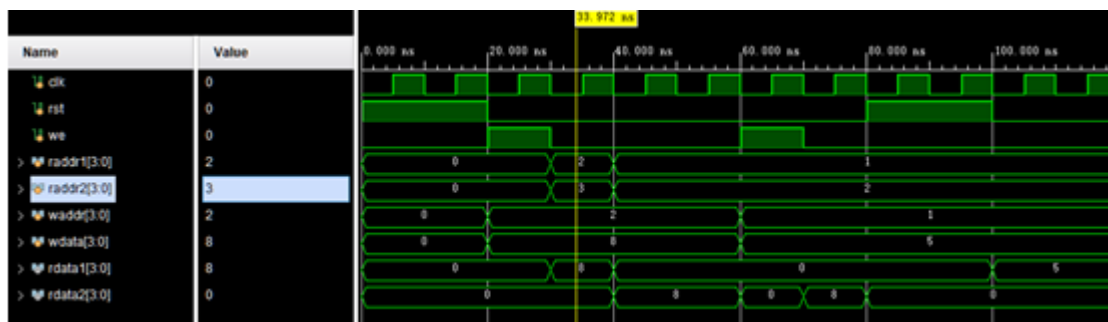 33.972 ns
Name Value 0.000 ns 20.000 ns 40.000 ns 60.000 ns 80.000 ns 100.000 ns
clk 0
rst 0
we 0
raddr1[3:0] 2 0 2 1
raddr2[3:0] 3 0 3 2
waddr[3:0] 2 0 2 1
wdata[3:0] 8 0 8 5
rdata1[3:0] 8 0 8 0 5
rdata2[3:0] 0 0 8 0 8 0